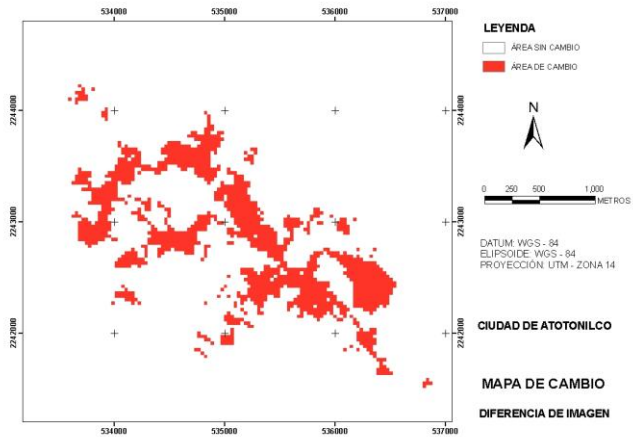 534000 535000 536000 537000
2244000 2244000
2243000 2243000
2242000 2242000
534000 535000 536000 537000
LEYENDA
ÁREA SIN CAMBIO
ÁREA DE CAMBIO
N
0 250 500 1,000
METROS
DATUM: WGS - 84
ELIPSOIDE: WGS - 84
PROYECCIÓN: UTM - ZONA 14
CIUDAD DE ATOTONILCO
MAPA DE CAMBIO
DIFERENCIA DE IMAGEN